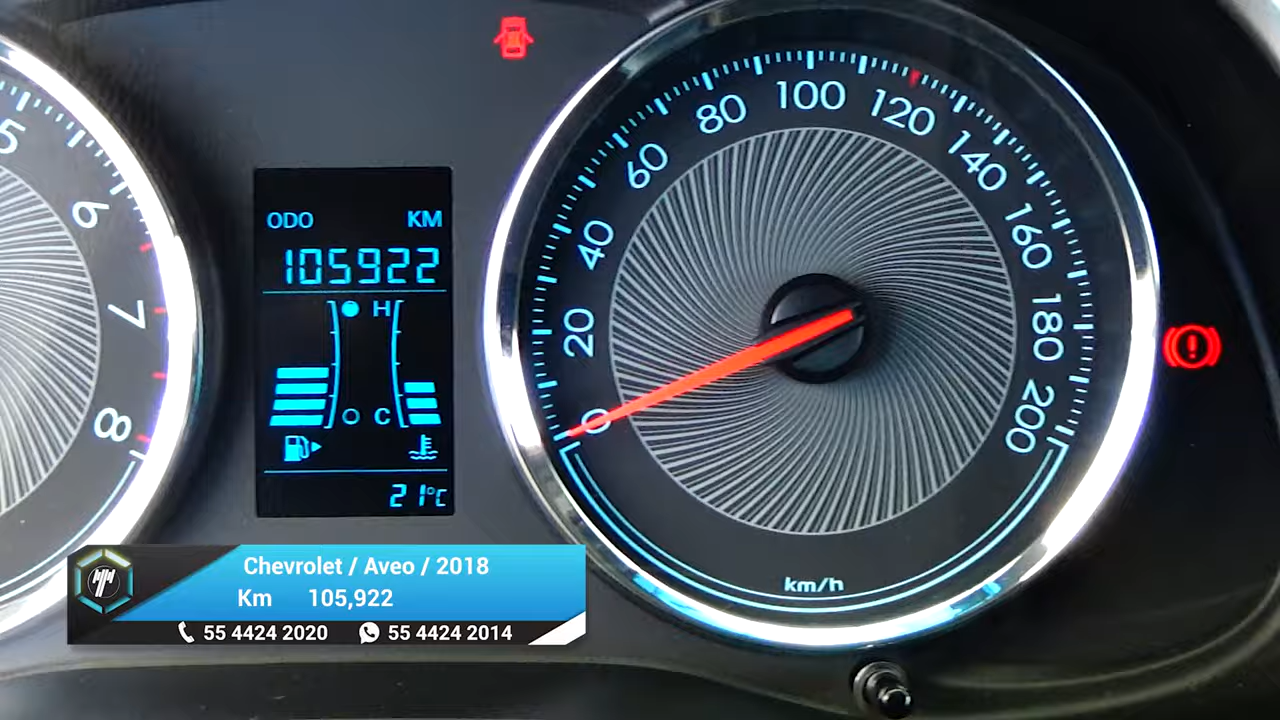 5
6
7
8
ODO KM
105922
H
O C
21°C
0
20
40
60
80
100
120
140
160
180
200
km/h
Chevrolet / Aveo / 2018
Km 105,922
55 4424 2020 55 4424 2014